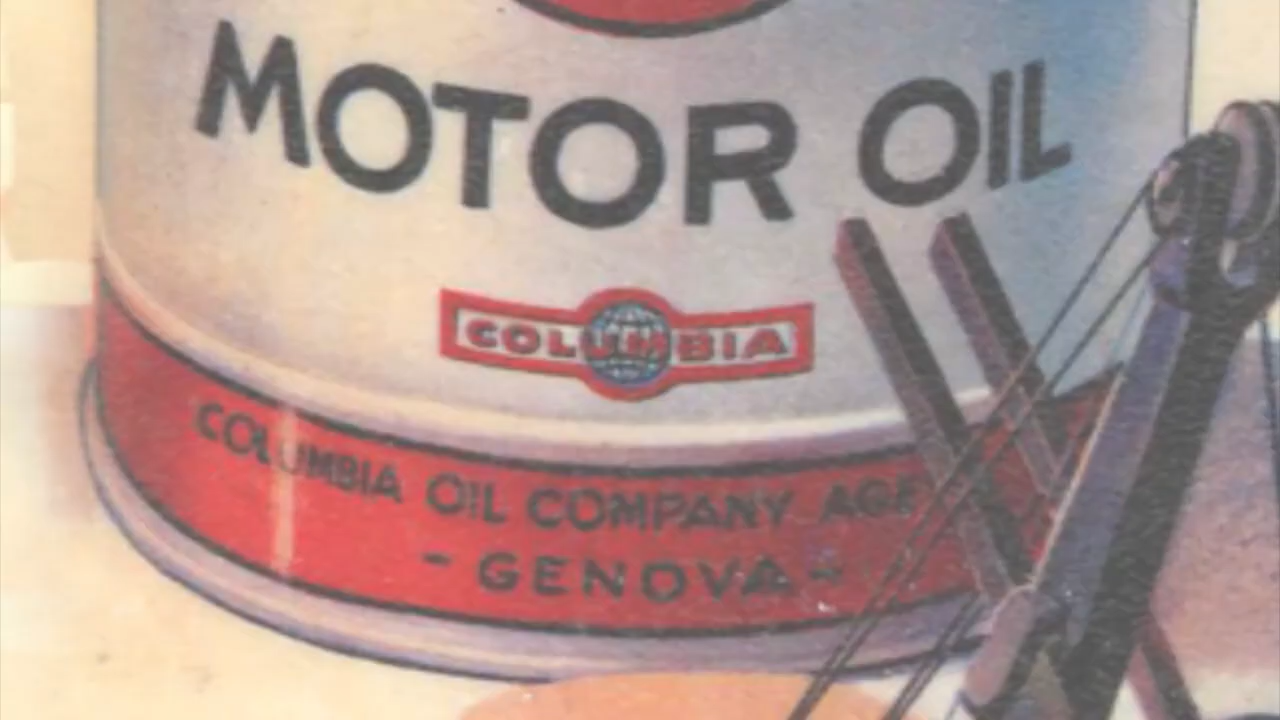 MOTOR OIL
COLUMBIA
COLUMBIA OIL COMPANY
- GENOVA -